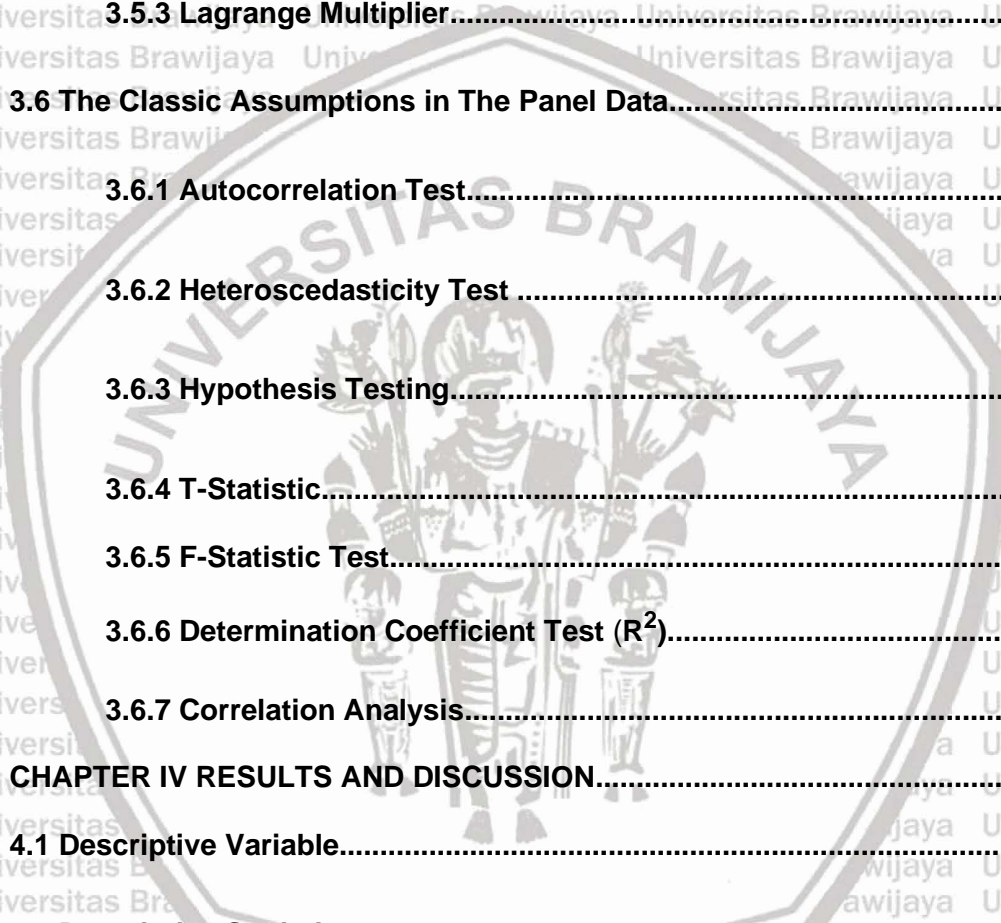 3.5.3 Lagrange Multiplier....................................................................
3.6 The Classic Assumptions in The Panel Data.........................................
3.6.1 Autocorrelation Test..................................................................
3.6.2 Heteroscedasticity Test ............................................................
3.6.3 Hypothesis Testing....................................................................
3.6.4 T-Statistic....................................................................................
3.6.5 F-Statistic Test...........................................................................
3.6.6 Determination Coefficient Test (R²).........................................
3.6.7 Correlation Analysis..................................................................
CHAPTER IV RESULTS AND DISCUSSION..................................................
4.1 Descriptive Variable.................................................................................
UNIVERSITAS BRAWIJAYA